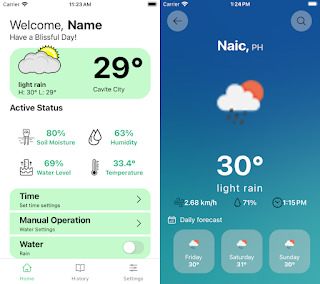 11:23 AM
Welcome, Name
Have a Blissful Day!
29°
light rain
H: 30° L: 29°
Cavite City
Active Status
80%
Soil Moisture
63%
Humidity
69%
Water Level
33.4°
Temperature
Time
Set time settings
Manual Operation
Water Settings
Water
Rain
Home
History
Settings
1:24 PM
Naic, PH
30°
light rain
2.68 km/h
71%
1:15PM
Daily forecast
Friday
30°
Saturday
31°
Sunday
30°